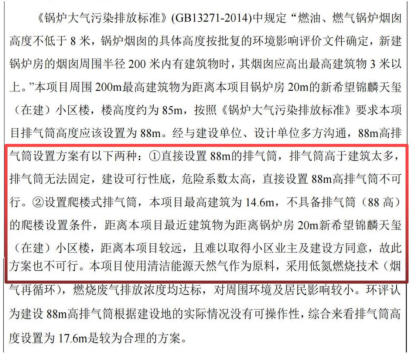 《锅炉大气污染排放标准》(GB13271-2014)中规定“燃油、燃气锅炉烟囱
高度不低于 8 米，锅炉烟囱的具体高度按批复的环境影响评价文件确定，新建
锅炉房的烟囱周围半径 200 米内有建筑物时，其烟囱应高出最高建筑物 3 米以
上。”本项目周围 200m最高建筑物为距离本项目锅炉房 20m的新希望锦麟天玺
（在建）小区楼，楼高度约为 85m，按照《锅炉大气污染排放标准》要求本项
目排气筒高度应该设置为 88m。经与建设单位、设计单位多方沟通，88m高排
气筒设置方案有以下两种：①直接设置 88m的排气筒，排气筒高于建筑太多，
排气筒无法固定，建设可行性底，危险系数太高，直接设置 88m高排气筒不可
行。②设置爬楼式排气筒，本项目最高建筑为 14.6m，不具备排气筒（88 高）
的爬楼设置条件，距离本项目最近建筑物为距离锅炉房 20m新希望锦麟天玺
（在建）小区楼，距离本项目较远，且难以取得小区业主及建设方同意，故此
方案也不可行。本项目使用清洁能源天然气作为原料，采用低氮燃烧技术（烟
气再循环），燃烧废气排放浓度均达标，对周围环境及居民影响较小。环评认
为建设 88m高排气筒根据建设地的实际情况没有可操作性，综合来看排气筒高
度设置为 17.6m是较为合理的方案。